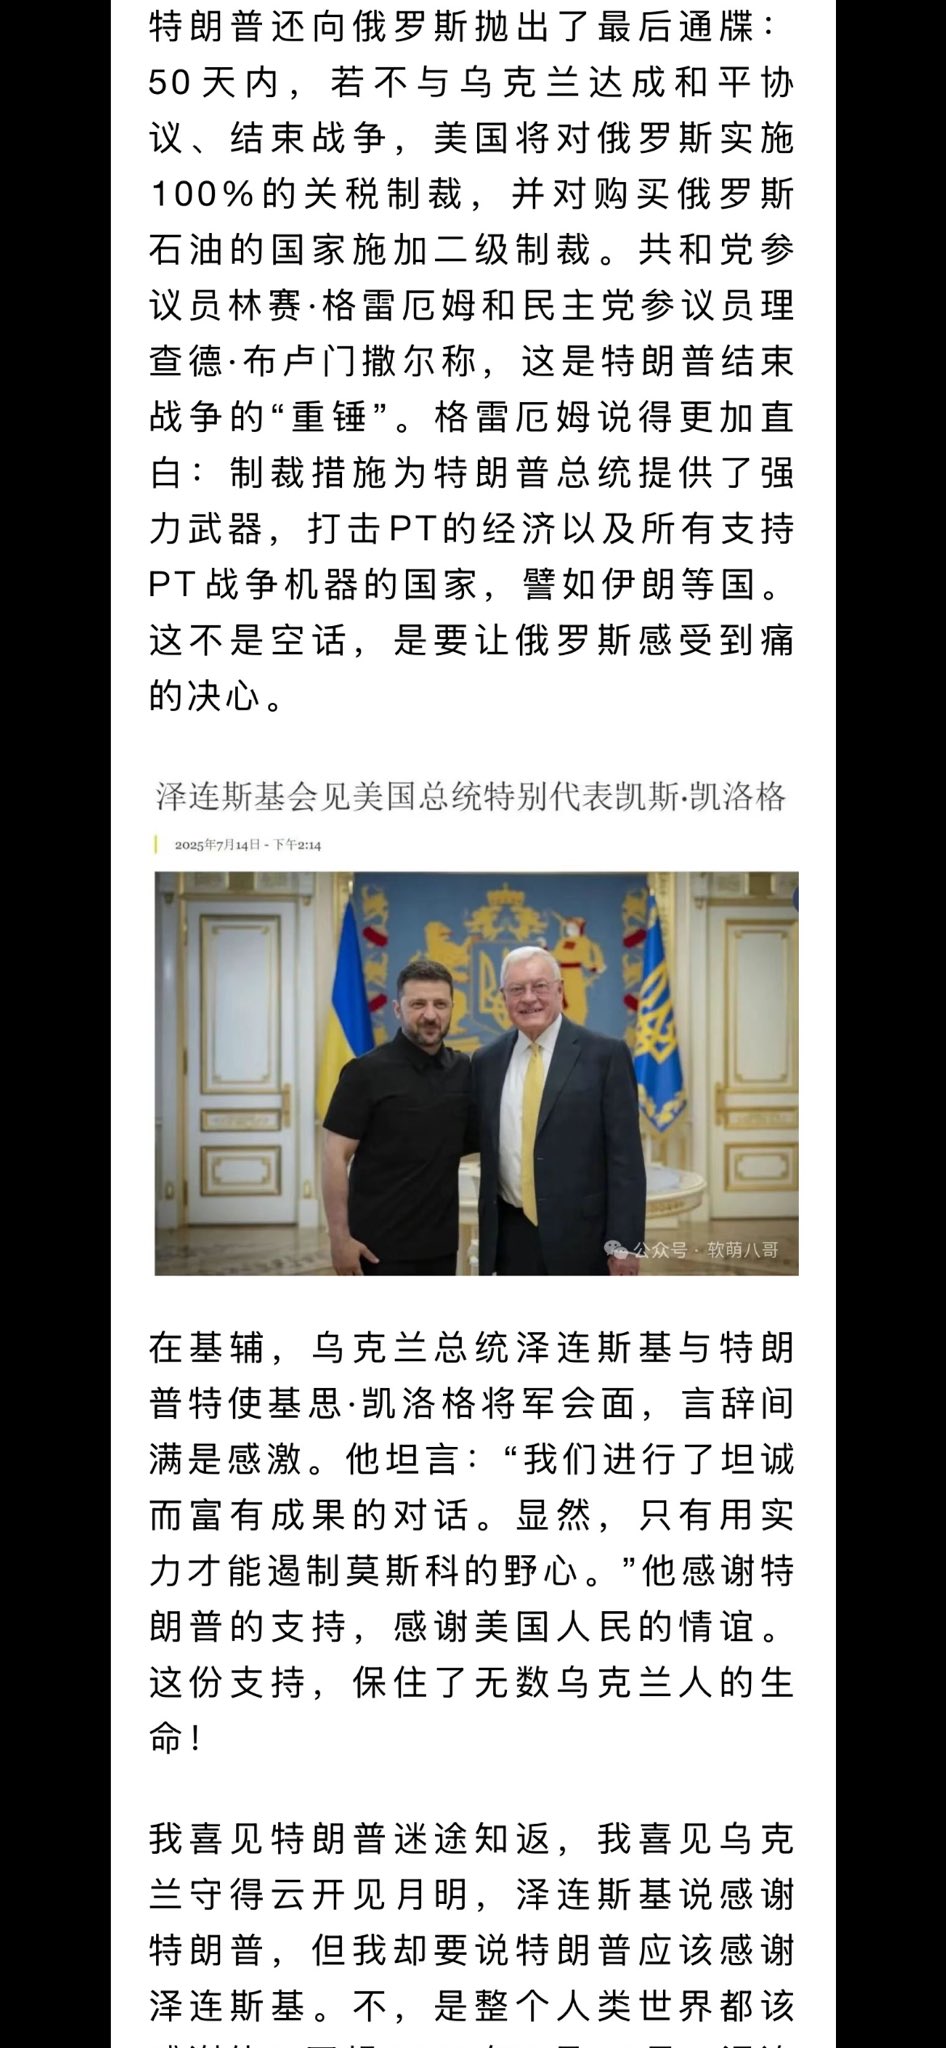 特朗普还向俄罗斯抛出了最后通牒：
50天内，若不与乌克兰达成和平协
议、结束战争，美国将对俄罗斯实施
100%的关税制裁，并对购买俄罗斯
石油的国家施加二级制裁。共和党参
议员林赛·格雷厄姆和民主党参议员理
查德·布卢门撒尔称，这是特朗普结束
战争的“重锤”。格雷厄姆说得更加直
白：制裁措施为特朗普总统提供了强
力武器，打击PT的经济以及所有支持
PT战争机器的国家，譬如伊朗等国。
这不是空话，是要让俄罗斯感受到痛
的决心。
泽连斯基会见美国总统特别代表凯斯·凯洛格
2025年7月14日 - 下午2:14
公众号 · 软萌八哥
在基辅，乌克兰总统泽连斯基与特朗
普特使基思·凯洛格将军会面，言辞间
满是感激。他坦言：“我们进行了坦诚
而富有成果的对话。显然，只有用实
力才能遏制莫斯科的野心。”他感谢特
朗普的支持，感谢美国人民的情谊。
这份支持，保住了无数乌克兰人的生
命！
我喜见特朗普迷途知返，我喜见乌克
兰守得云开见月明，泽连斯基说感谢
特朗普，但我却要说特朗普应该感谢
泽连斯基。不，是整个人类世界都该